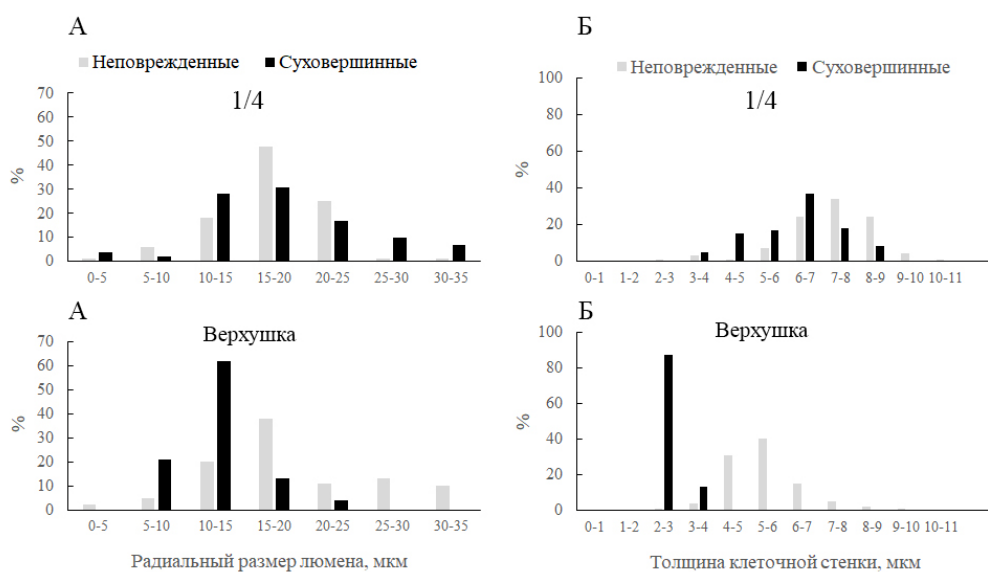 А
Неповрежденные Суховершинные
1/4
%
70
60
50
40
30
20
10
0
0-5 5-10 10-15 15-20 20-25 25-30 30-35
Б
Неповрежденные Суховершинные
1/4
%
100
80
60
40
20
0
0-1 1-2 2-3 3-4 4-5 5-6 6-7 7-8 8-9 9-10 10-11
А
Верхушка
%
70
60
50
40
30
20
10
0
0-5 5-10 10-15 15-20 20-25 25-30 30-35
Радиальный размер люмена, мкм
Б
Верхушка
%
100
80
60
40
20
0
0-1 1-2 2-3 3-4 4-5 5-6 6-7 7-8 8-9 9-10 10-11
Толщина клеточной стенки, мкм